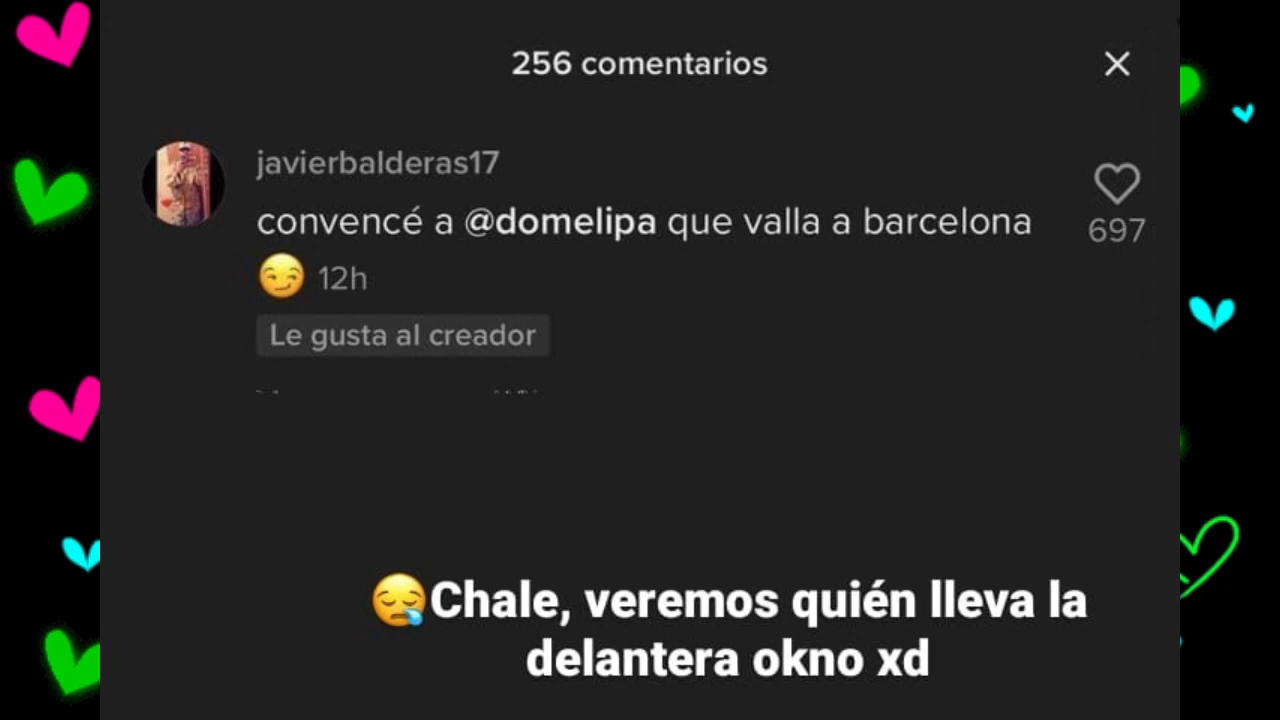 256 comentarios
javierbalderas17
convencé a @domelipa que valla a barcelona
😏 12h
697
Le gusta al creador
😪Chale, veremos quién lleva la
delantera okno xd